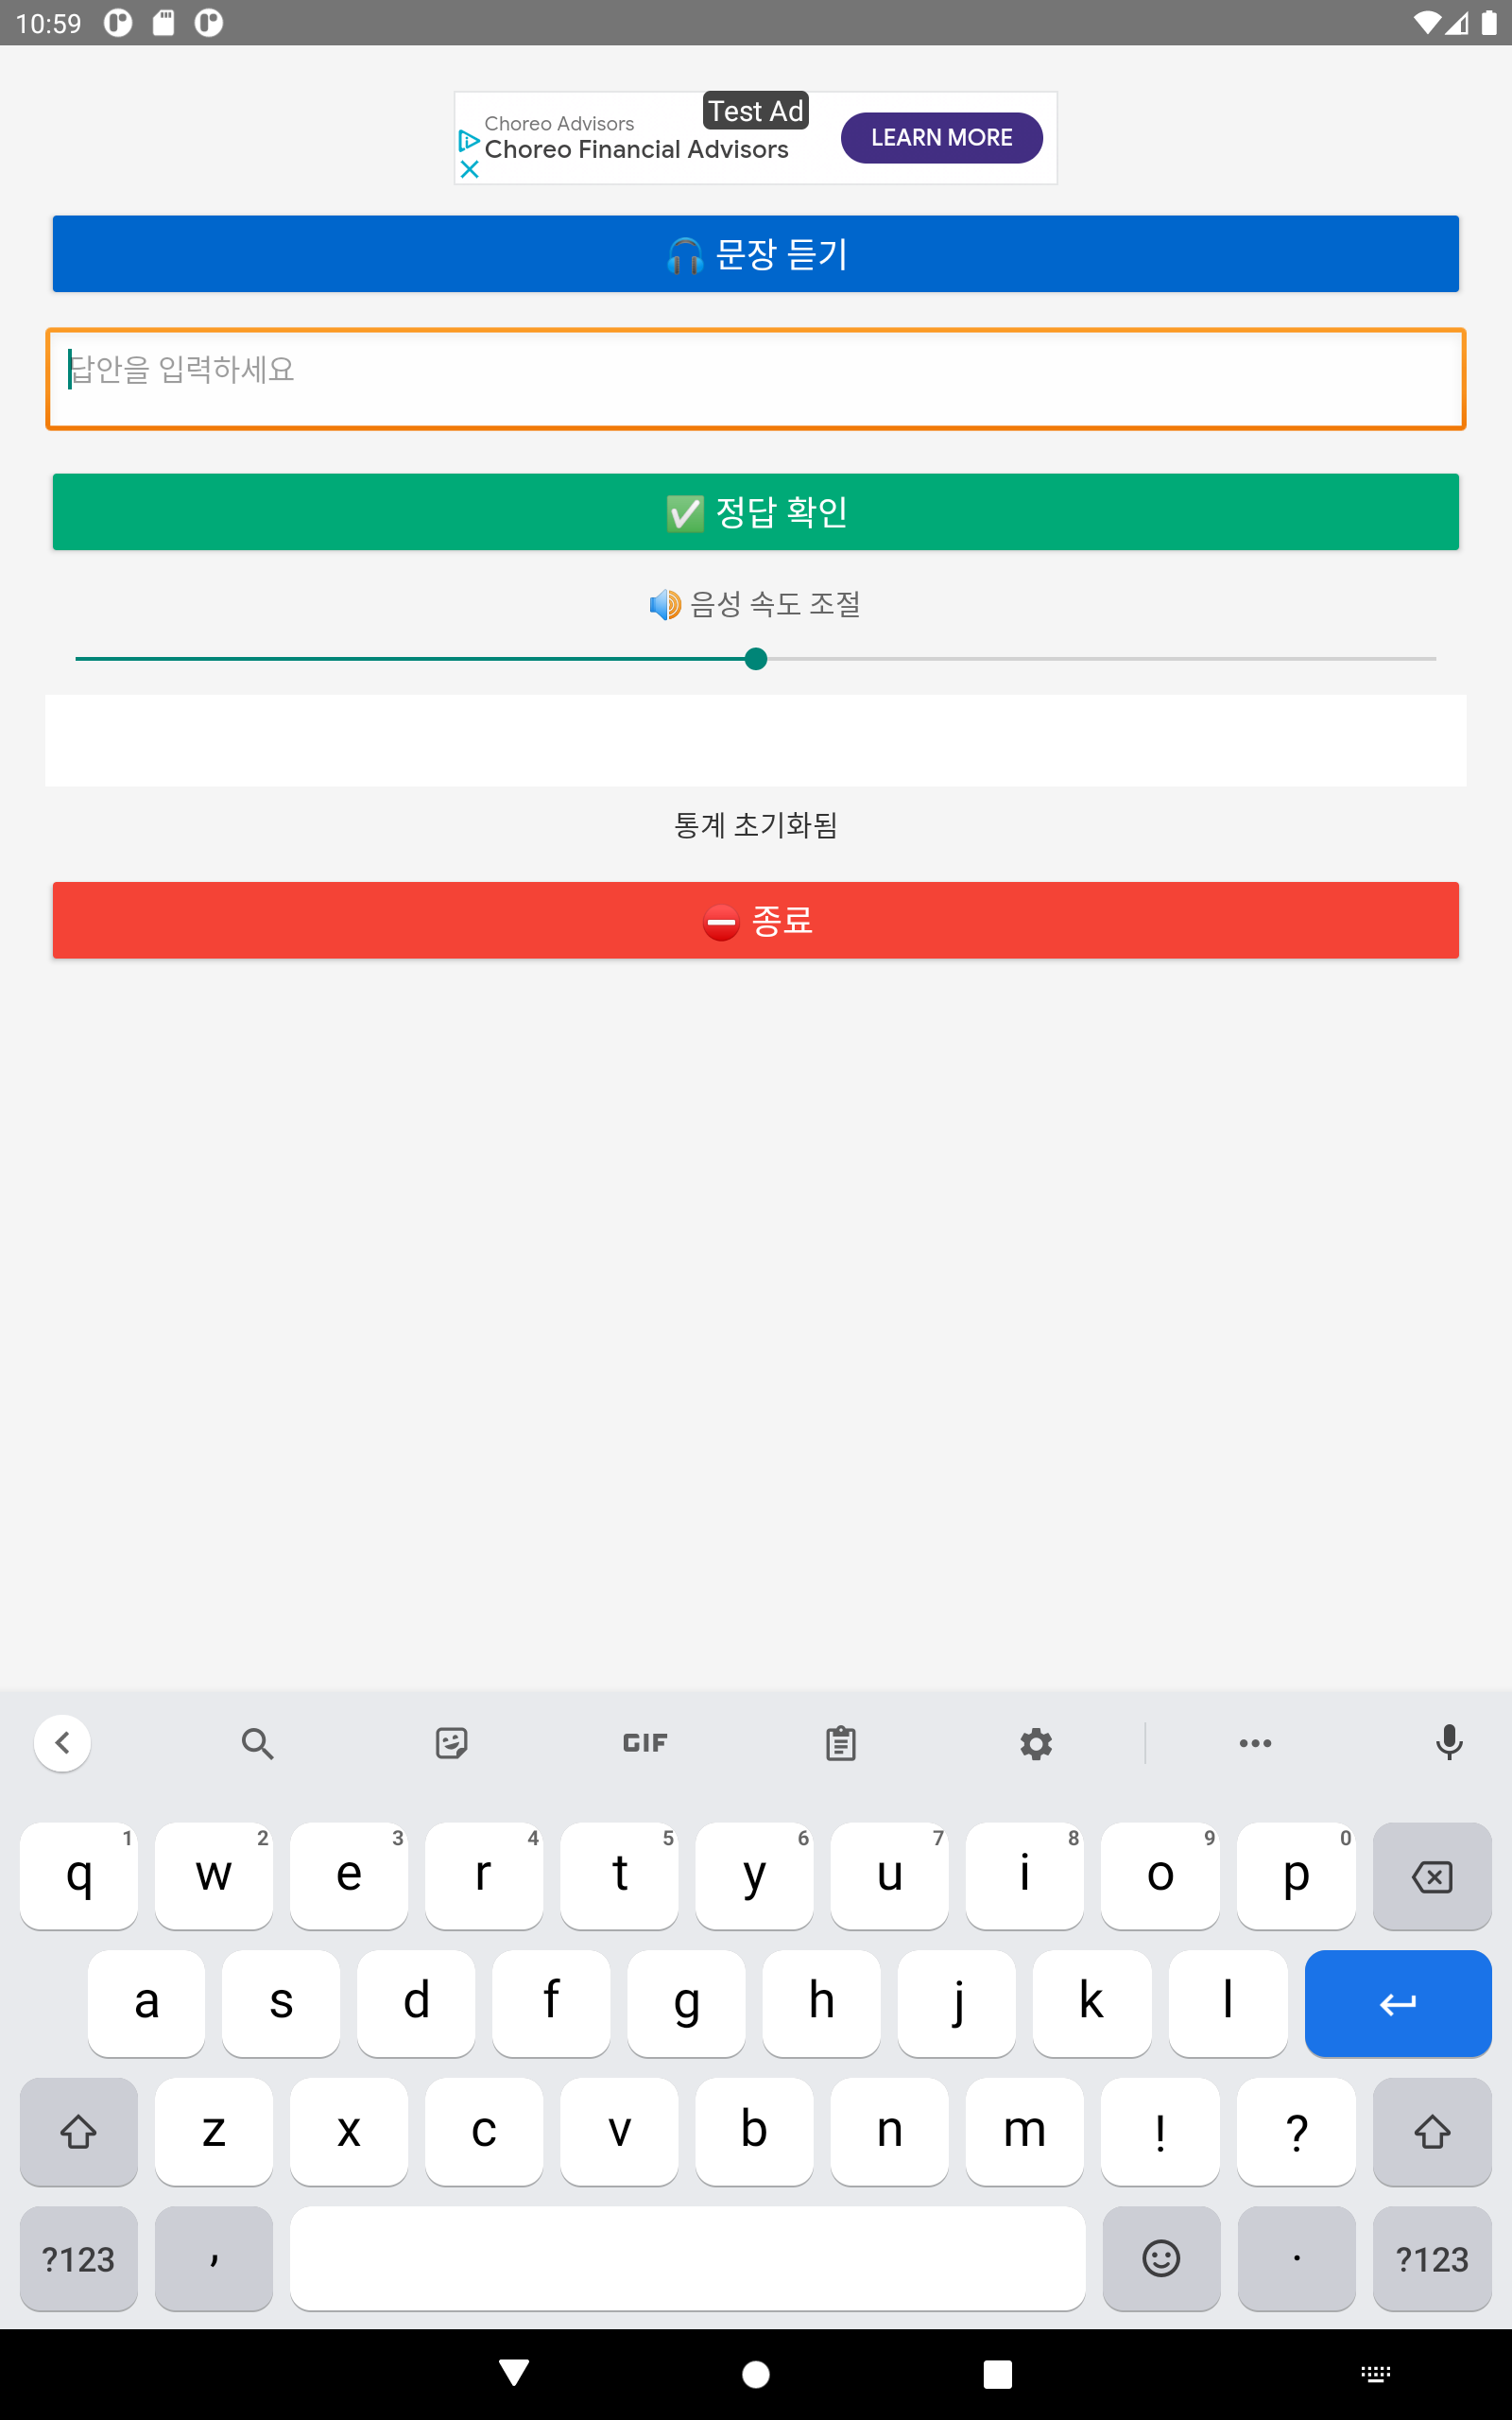 10:59
Test Ad
Choreo Advisors
Choreo Financial Advisors
LEARN MORE
🎧 문장 듣기
답안을 입력하세요
✅ 정답 확인
🔊 음성 속도 조절
통계 초기화됨
⛔ 종료
GIF
q 1 w 2 e 3 r 4 t 5 y 6 u 7 i 8 o 9 p 0
a s d f g h j k l
z x c v b n m ! ?
?123 , . ?123